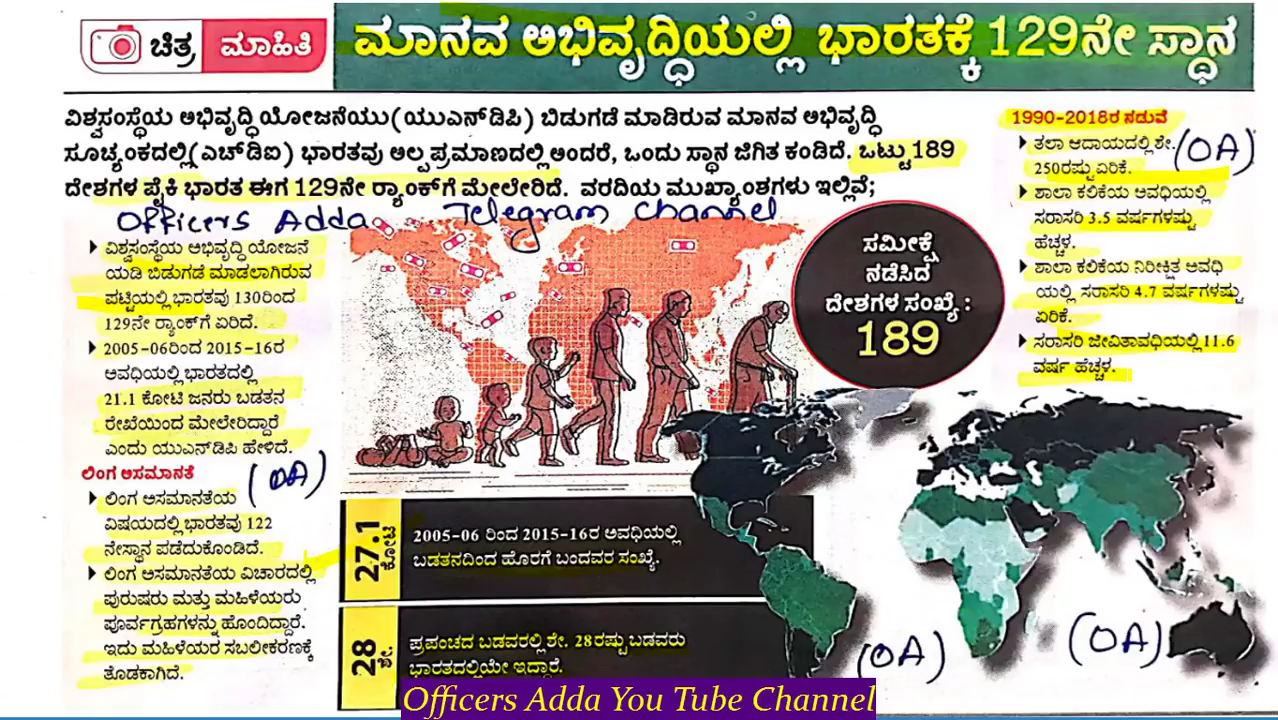 ಚಿತ್ರ ಮಾಹಿತಿ
ಮಾನವ ಅಭಿವೃದ್ಧಿಯಲ್ಲಿ ಭಾರತಕ್ಕೆ 129ನೇ ಸ್ಥಾನ
ವಿಶ್ವಸಂಸ್ಥೆಯ ಅಭಿವೃದ್ಧಿ ಯೋಜನೆಯು(ಯುಎನ್‌ಡಿಪಿ) ಬಿಡುಗಡೆ ಮಾಡಿರುವ ಮಾನವ ಅಭಿವೃದ್ಧಿ
ಸೂಚ್ಯಂಕದಲ್ಲಿ(ಎಚ್‌ಡಿಐ) ಭಾರತವು ಅಲ್ಪ ಪ್ರಮಾಣದಲ್ಲಿ ಅಂದರೆ, ಒಂದು ಸ್ಥಾನ ಜಿಗಿತ ಕಂಡಿದೆ. ಒಟ್ಟು 189
ದೇಶಗಳ ಪೈಕಿ ಭಾರತ ಈಗ 129ನೇ ರ‍್ಯಾಂಕ್‌ಗೆ ಮೇಲೇರಿದೆ. ವರದಿಯ ಮುಖ್ಯಾಂಶಗಳು ಇಲ್ಲಿವೆ;
Officers Adda Telegram Channel
ವಿಶ್ವಸಂಸ್ಥೆಯ ಅಭಿವೃದ್ಧಿ ಯೋಜನೆ
ಯಡಿ ಬಿಡುಗಡೆ ಮಾಡಲಾಗಿರುವ
ಪಟ್ಟಿಯಲ್ಲಿ ಭಾರತವು 130ರಿಂದ
129ನೇ ರ‍್ಯಾಂಕ್‌ಗೆ ಏರಿದೆ.
2005-06ರಿಂದ 2015-16ರ
ಅವಧಿಯಲ್ಲಿ ಭಾರತದಲ್ಲಿ
21.1 ಕೋಟಿ ಜನರು ಬಡತನ
ರೇಖೆಯಿಂದ ಮೇಲೇರಿದ್ದಾರೆ
ಎಂದು ಯುಎನ್‌ಡಿಪಿ ಹೇಳಿದೆ.
ಲಿಂಗ ಅಸಮಾನತೆ
(OA)
ಲಿಂಗ ಅಸಮಾನತೆಯ
ವಿಷಯದಲ್ಲಿ ಭಾರತವು 122
ನೇಸ್ಥಾನ ಪಡೆದುಕೊಂಡಿದೆ.
ಲಿಂಗ ಅಸಮಾನತೆಯ ವಿಚಾರದಲ್ಲಿ
ಪುರುಷರು ಮತ್ತು ಮಹಿಳೆಯರು
ಪೂರ್ವಗ್ರಹಗಳನ್ನು ಹೊಂದಿದ್ದಾರೆ.
ಇದು ಮಹಿಳೆಯರ ಸಬಲೀಕರಣಕ್ಕೆ
ತೊಡಕಾಗಿದೆ.
ಸಮೀಕ್ಷೆ
ನಡೆಸಿದ
ದೇಶಗಳ ಸಂಖ್ಯೆ:
189
1990-2018ರ ನಡುವೆ
ತಲಾ ಆದಾಯದಲ್ಲಿ ಶೇ.
250ರಷ್ಟು ಏರಿಕೆ.
(OA)
ಶಾಲಾ ಕಲಿಕೆಯ ಅವಧಿಯಲ್ಲಿ
ಸರಾಸರಿ 3.5 ವರ್ಷಗಳಷ್ಟು
ಹೆಚ್ಚಳ.
ಶಾಲಾ ಕಲಿಕೆಯ ನಿರೀಕ್ಷಿತ ಅವಧಿ
ಯಲ್ಲಿ ಸರಾಸರಿ 4.7 ವರ್ಷಗಳಷ್ಟು
ಏರಿಕೆ.
ಸರಾಸರಿ ಜೀವಿತಾವಧಿಯಲ್ಲಿ 11.6
ವರ್ಷ ಹೆಚ್ಚಳ.
27.1 ಕೋಟಿ
2005-06 ರಿಂದ 2015-16ರ ಅವಧಿಯಲ್ಲಿ
ಬಡತನದಿಂದ ಹೊರಗೆ ಬಂದವರ ಸಂಖ್ಯೆ.
28 ಶೇ.
ಪ್ರಪಂಚದ ಬಡವರಲ್ಲಿ ಶೇ. 28ರಷ್ಟು ಬಡವರು
ಭಾರತದಲ್ಲಿಯೇ ಇದ್ದಾರೆ.
(OA)
(OA)
Officers Adda You Tube Channel